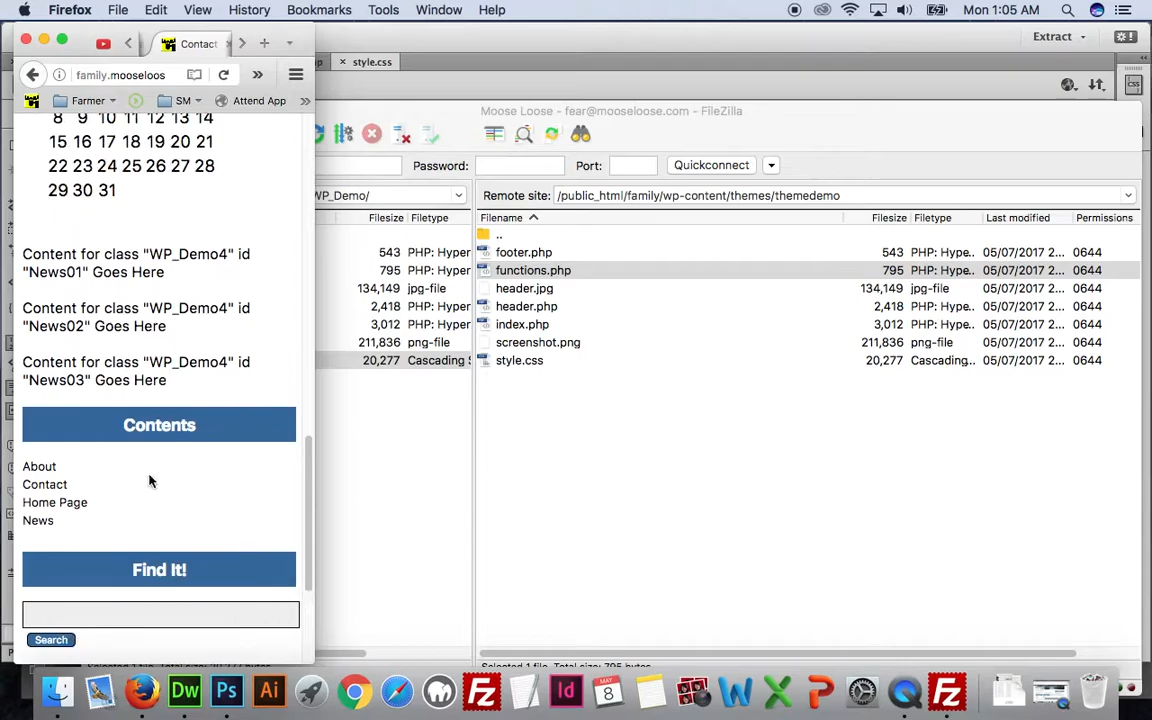 Firefox File Edit View History Bookmarks Tools Window Help Mon 1:05 AM
Extract
Contact
style.css
family.mooseloos
Farmer SM Attend App
Moose Loose - fear@mooseloose.com - FileZilla
Password: Port: Quickconnect
WP_Demo/ Remote site: /public_html/family/wp-content/themes/themedemo
Filesize Filetype Filename Filesize Filetype Last modified Permissions
..
543 PHP: Hyper footer.php 543 PHP: Hype.. 05/07/2017 2... 0644
795 PHP: Hyper functions.php 795 PHP: Hype.. 05/07/2017 2... 0644
134,149 jpg-file header.jpg 134,149 jpg-file 05/07/2017 2... 0644
2,418 PHP: Hyper header.php 2,418 PHP: Hype.. 05/07/2017 2... 0644
3,012 PHP: Hyper index.php 3,012 PHP: Hype.. 05/07/2017 2... 0644
211,836 png-file screenshot.png 211,836 png-file 05/07/2017 2... 0644
20,277 Cascading S style.css 20,277 Cascading... 05/07/2017 2... 0644
8 9 10 11 12 13 14
15 16 17 18 19 20 21
22 23 24 25 26 27 28
29 30 31
Content for class "WP_Demo4" id
"News01" Goes Here
Content for class "WP_Demo4" id
"News02" Goes Here
Content for class "WP_Demo4" id
"News03" Goes Here
Contents
About
Contact
Home Page
News
Find It!
Search
Dw Ps Ai Fz Id MAY 8 W X P Fz